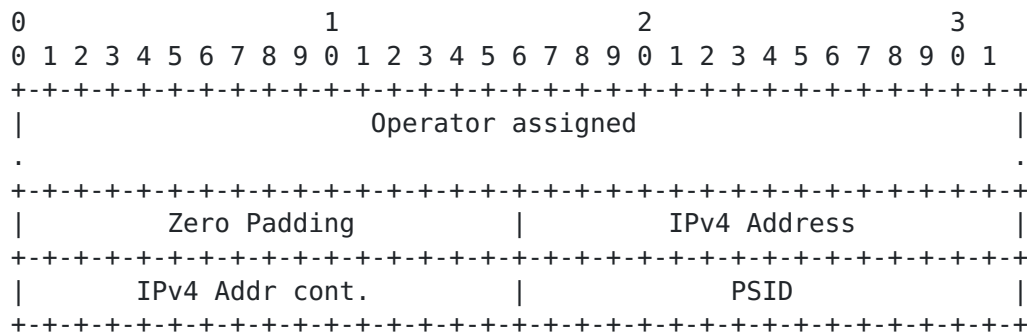 0                   1                   2                   3
0 1 2 3 4 5 6 7 8 9 0 1 2 3 4 5 6 7 8 9 0 1 2 3 4 5 6 7 8 9 0 1
+-+-+-+-+-+-+-+-+-+-+-+-+-+-+-+-+-+-+-+-+-+-+-+-+-+-+-+-+-+-+-+-+
|                       Operator assigned                       |
.                                                               .
+-+-+-+-+-+-+-+-+-+-+-+-+-+-+-+-+-+-+-+-+-+-+-+-+-+-+-+-+-+-+-+-+
|         Zero Padding          |         IPv4 Address          |
+-+-+-+-+-+-+-+-+-+-+-+-+-+-+-+-+-+-+-+-+-+-+-+-+-+-+-+-+-+-+-+-+
|       IPv4 Addr cont.         |             PSID              |
+-+-+-+-+-+-+-+-+-+-+-+-+-+-+-+-+-+-+-+-+-+-+-+-+-+-+-+-+-+-+-+-+